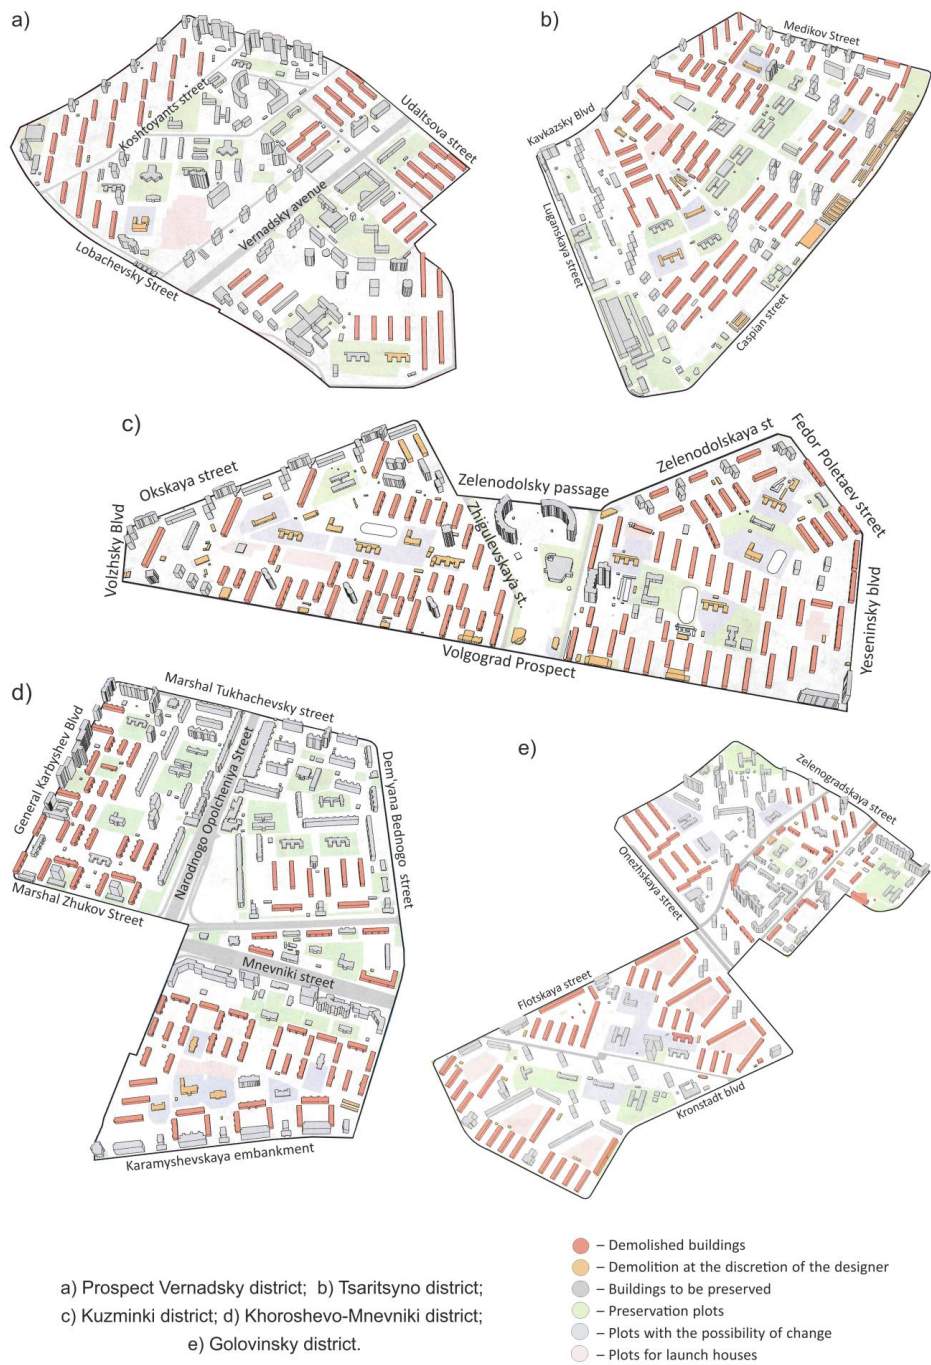 a)
Koshtoyants street
Udaltsova street
Vernadsky avenue
Lobachevsky Street
b)
Medikov Street
Kavkazsky Blvd
Luganskaya street
Caspian street
c)
Okskaya street
Volzhsky Blvd
Zelenodolsky passage
Zhigulevskaya st.
Zelenodolskaya st
Fedor Poletaev street
Yeseninsky blvd
Volgograd Prospect
d)
Marshal Tukhachevsky street
General Karbyshev Blvd
Narodnogo Opolcheniya Street
Dem'yana Bednogo street
Marshal Zhukov Street
Mnevniki street
Karamyshevskaya embankment
e)
Zelenogradskaya street
Onezhskaya street
Flotskaya street
Kronstadt blvd
– Demolished buildings
– Demolition at the discretion of the designer
– Buildings to be preserved
– Preservation plots
– Plots with the possibility of change
– Plots for launch houses
a) Prospect Vernadsky district; b) Tsaritsyno district;
c) Kuzminki district; d) Khoroshevo-Mnevniki district;
e) Golovinsky district.